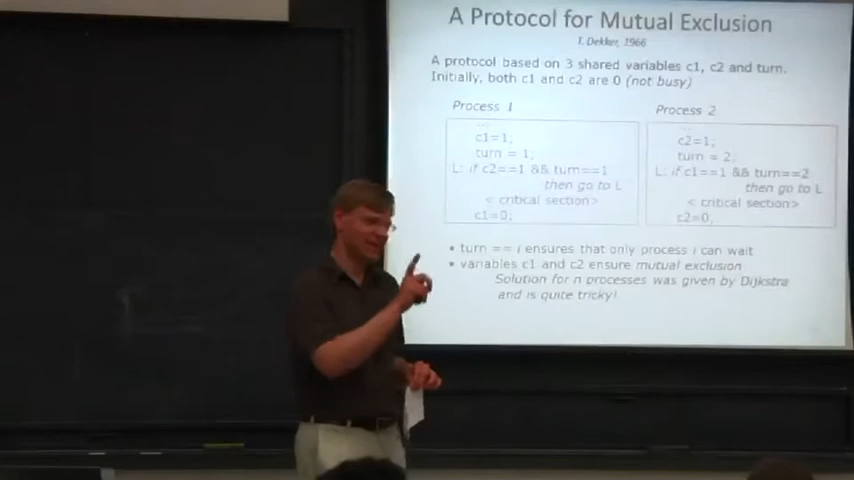 A Protocol for Mutual Exclusion
T. Dekker, 1966
A protocol based on 3 shared variables c1, c2 and turn.
Initially, both c1 and c2 are 0 (not busy)
Process 1
...
c1=1;
turn = 1;
L: if c2==1 && turn==1
then go to L
< critical section>
c1=0;
Process 2
...
c2=1;
turn = 2;
L: if c1==1 && turn==2
then go to L
< critical section>
c2=0;
• turn == i ensures that only process i can wait
• variables c1 and c2 ensure mutual exclusion
Solution for n processes was given by Dijkstra
and is quite tricky!